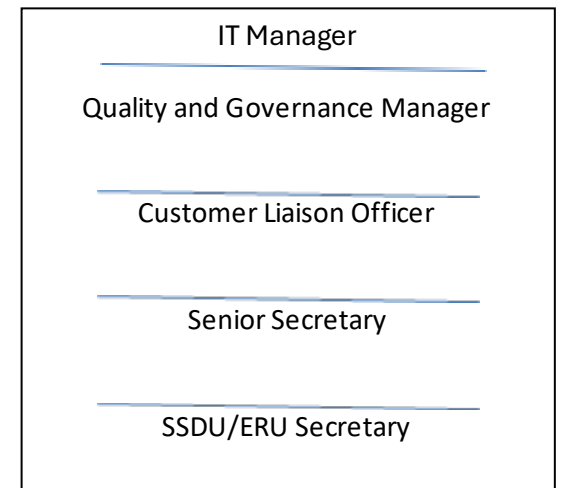 IT Manager
Quality and Governance Manager
Customer Liaison Officer
Senior Secretary
SSDU/ERU Secretary